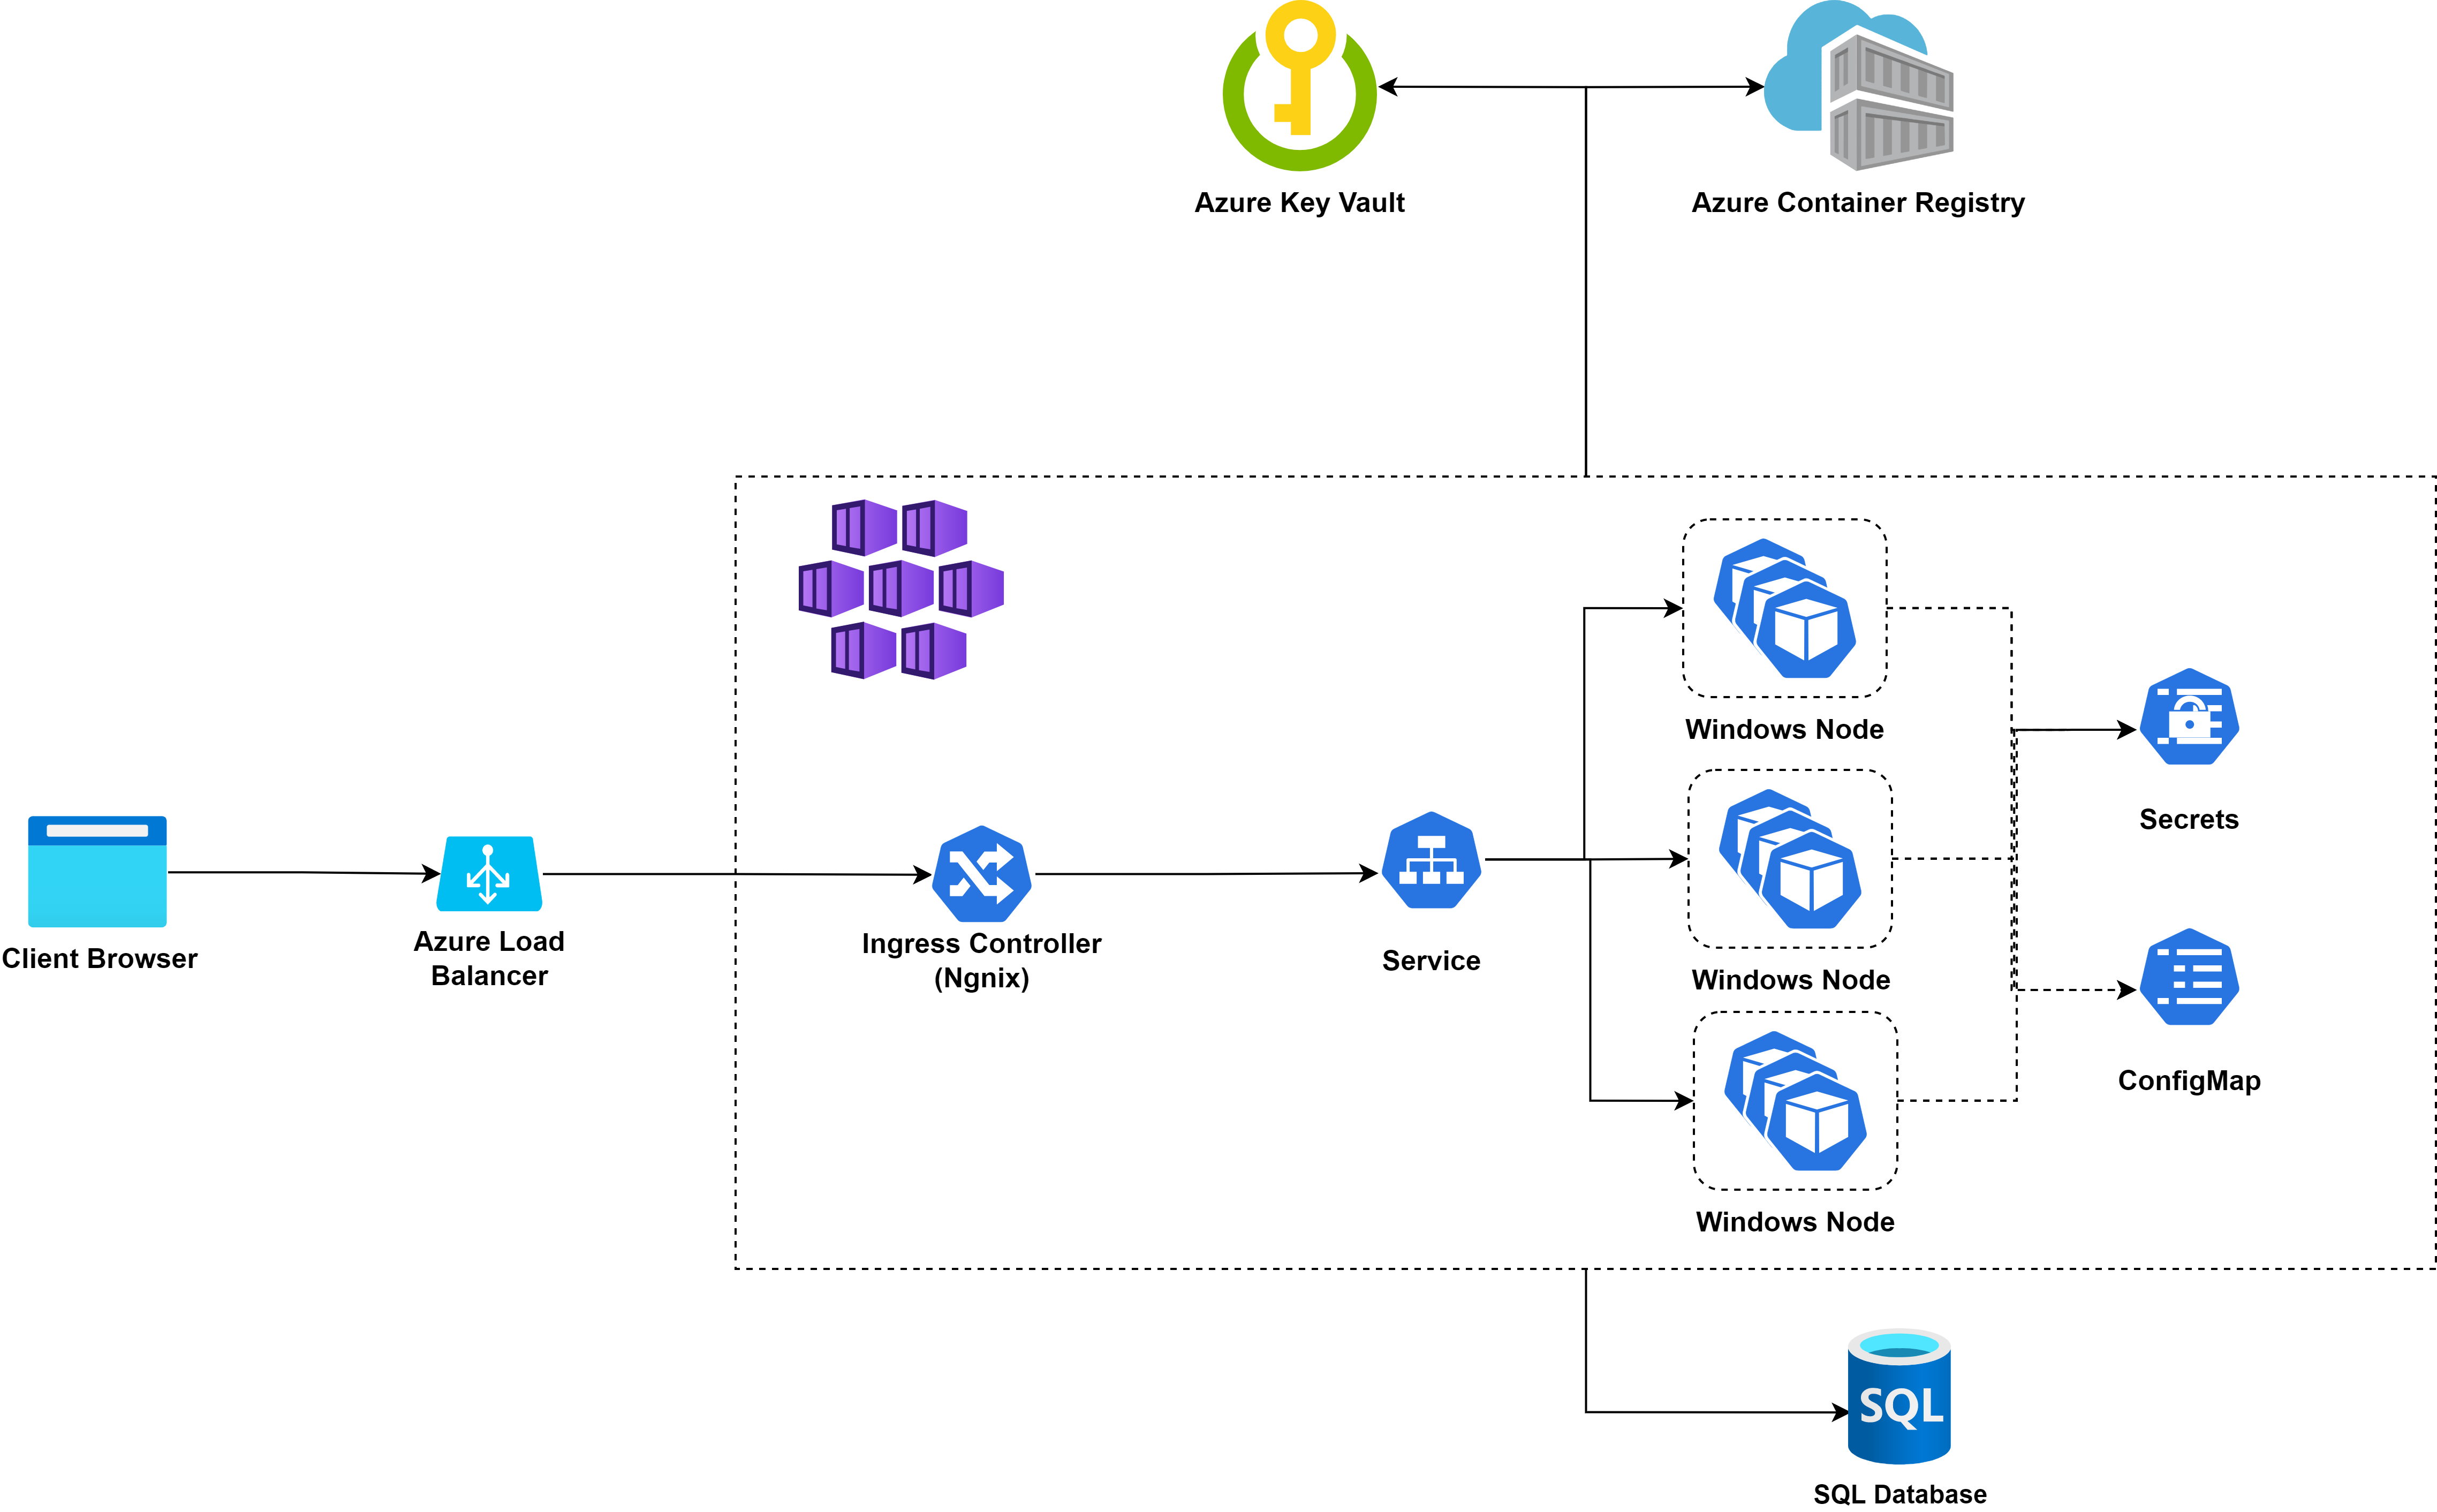 Azure Key Vault
Azure Container Registry
Windows Node
Secrets
Client Browser
Azure Load
Balancer
Ingress Controller
(Ngnix)
Service
Windows Node
ConfigMap
Windows Node
SQL
SQL Database